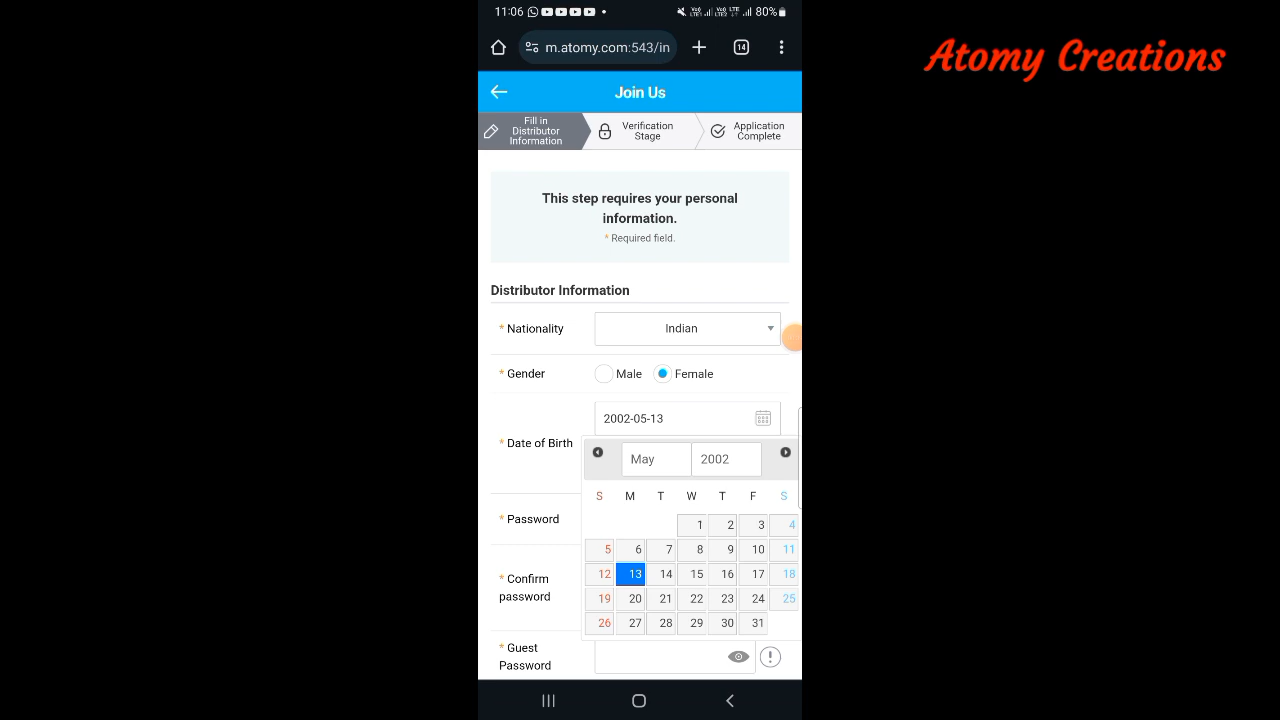 11:06
80%
Atomy Creations
m.atomy.com:543/in
14
Join Us
Fill in
Distributor
Information
Verification
Stage
Application
Complete
This step requires your personal
information.
* Required field.
Distributor Information
* Nationality
Indian
* Gender
Male
Female
* Date of Birth
2002-05-13
May
2002
S M T W T F S
1 2 3 4
5 6 7 8 9 10 11
12 13 14 15 16 17 18
19 20 21 22 23 24 25
26 27 28 29 30 31
* Password
* Confirm
password
* Guest
Password